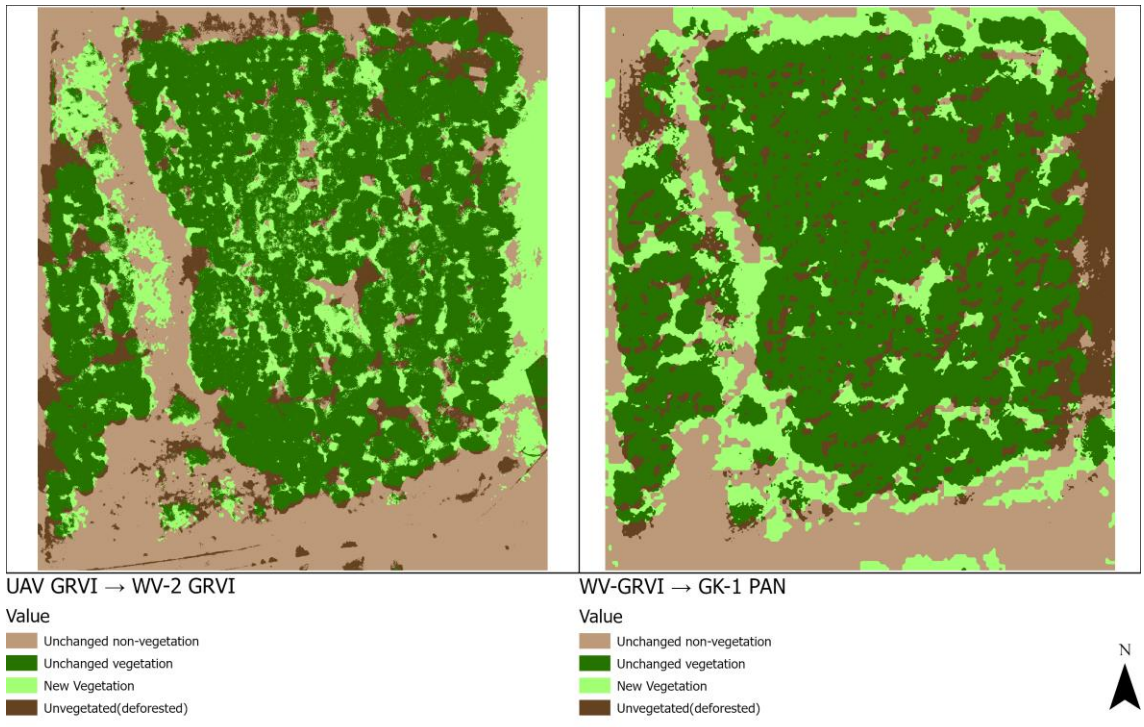 UAV GRVI → WV-2 GRVI
Value
Unchanged non-vegetation
Unchanged vegetation
New Vegetation
Unvegetated(deforested)
WV-GRVI → GK-1 PAN
Value
Unchanged non-vegetation
Unchanged vegetation
New Vegetation
Unvegetated(deforested)
N